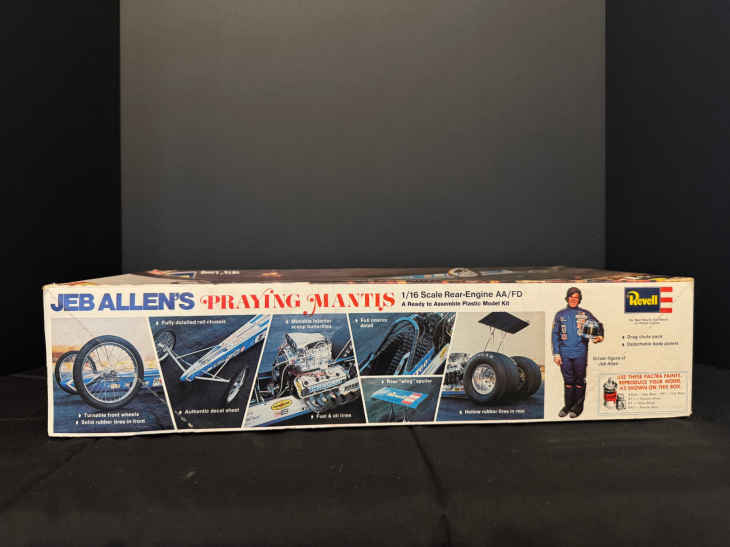 JEB ALLEN'S PRAYING MANTIS
1/16 Scale Rear-Engine AA/FD
A Ready to Assemble Plastic Model Kit
Turnable front wheels
Solid rubber tires in front
Fully detailed rail chassis
Authentic decal sheet
Movable injector
scoop butterflies
Fuel & oil lines
Full
detail
Rear "wing" spoiler
Hollow rubber tires in rear
Driver figure of
Jeb Allen
Revell
Drag chute pack
Detachable body panels
USE THESE PACTRA PAINTS,
REPRODUCE YOUR MODEL
AS SHOWN ON THIS BOX.